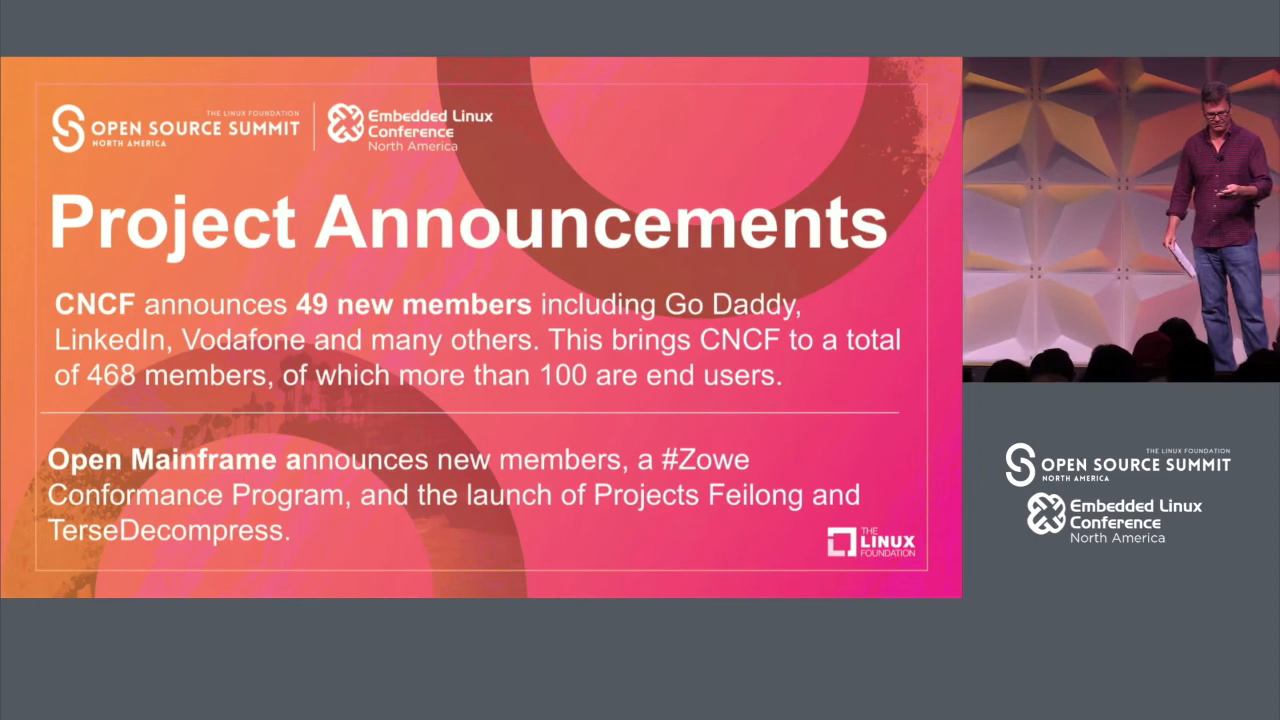 THE LINUX FOUNDATION
OPEN SOURCE SUMMIT
NORTH AMERICA
Embedded Linux
Conference
North America
Project Announcements
CNCF announces 49 new members including Go Daddy,
LinkedIn, Vodafone and many others. This brings CNCF to a total
of 468 members, of which more than 100 are end users.
Open Mainframe announces new members, a #Zowe
Conformance Program, and the launch of Projects Feilong and
TerseDecompress.
THE
LINUX
FOUNDATION
THE LINUX FOUNDATION
OPEN SOURCE SUMMIT
NORTH AMERICA
Embedded Linux
Conference
North America